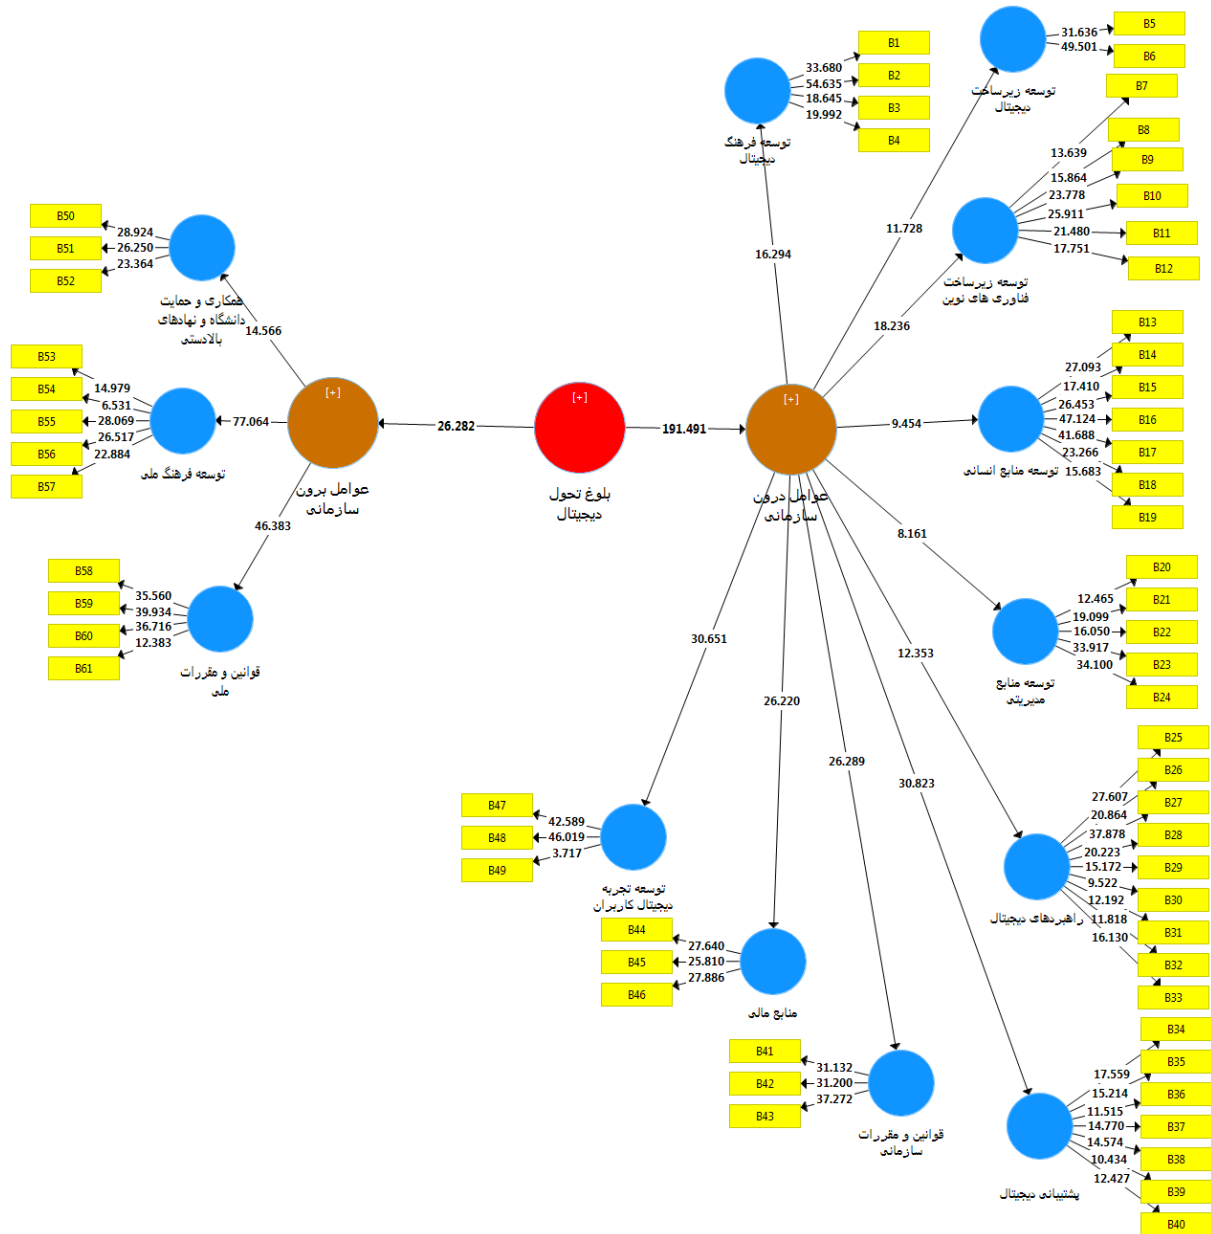 B1
B2
B3
B4
33.680
54.635
18.645
19.992
توسعه فرهنگ
دیجیتال
B5
B6
31.636
49.501
توسعه زیرساخت
دیجیتال
B7
B8
B9
B10
B11
B12
13.639
15.864
23.778
25.911
21.480
17.751
توسعه زیرساخت
فناوری های نوین
B13
B14
B15
B16
B17
B18
B19
27.093
17.410
26.453
47.124
41.688
23.266
15.683
توسعه منابع انسانی
B20
B21
B22
B23
B24
12.465
19.099
16.050
33.917
34.100
توسعه منابع
مدیریتی
B25
B26
B27
B28
B29
B30
B31
B32
B33
27.607
20.864
37.878
20.223
15.172
9.522
12.192
11.818
16.130
راهبردهای دیجیتال
B34
B35
B36
B37
B38
B39
B40
17.559
15.214
11.515
14.770
14.574
10.434
12.427
پشتیبانی دیجیتال
B41
B42
B43
31.132
31.200
37.272
قوانین و مقررات
سازمانی
B44
B45
B46
27.640
25.810
27.886
منابع مالی
B47
B48
B49
42.589
46.019
3.717
توسعه تجربه
دیجیتال کاربران
B50
B51
B52
28.924
26.250
23.364
همکاری و حمایت
دانشگاه و نهادهای
بالادستی
B53
B54
B55
B56
B57
14.979
6.531
28.069
26.517
22.884
توسعه فرهنگ ملی
B58
B59
B60
B61
35.560
39.934
36.716
12.383
قوانین و مقررات
ملی
[+]
عوامل برون
سازمانی
[+]
بلوغ تحول
دیجیتال
[+]
عوامل درون
سازمانی
14.566
77.064
46.383
26.282
191.491
16.294
11.728
18.236
9.454
8.161
12.353
30.823
26.289
26.220
30.651